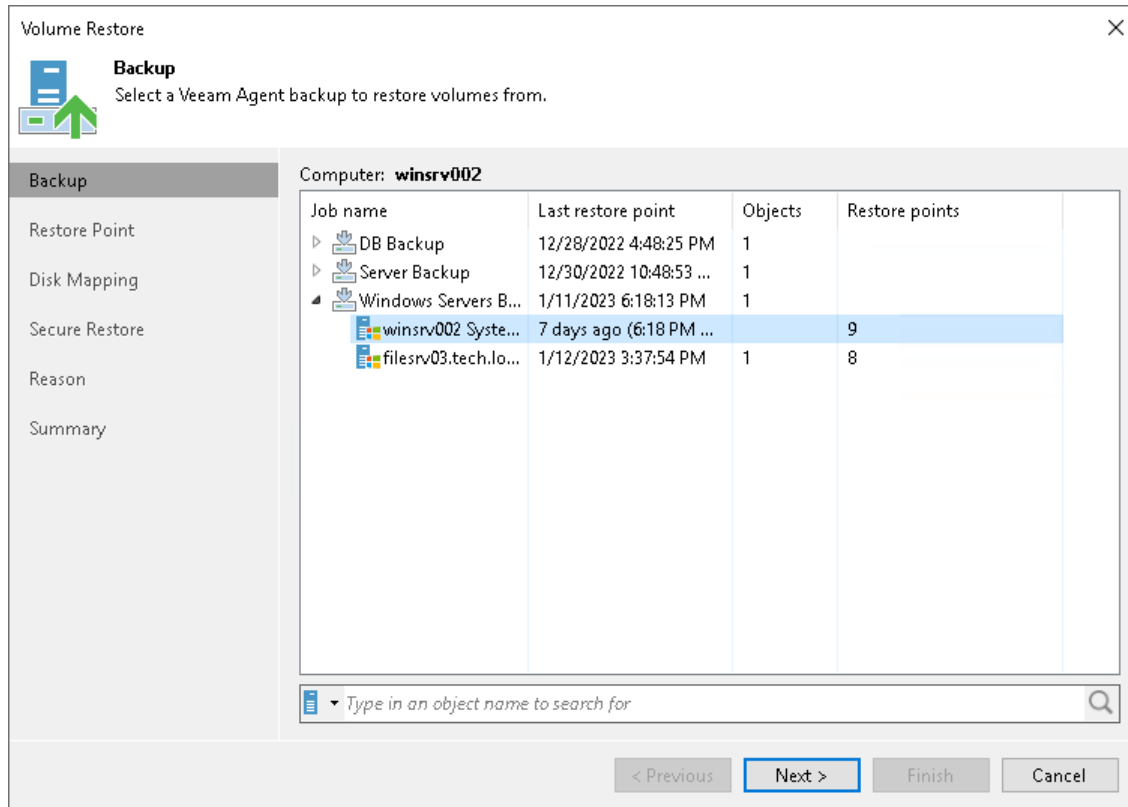 Volume Restore
Backup
Select a Veeam Agent backup to restore volumes from.
Backup
Restore Point
Disk Mapping
Secure Restore
Reason
Summary
Computer: winsrv002
Job name Last restore point Objects Restore points
DB Backup 12/28/2022 4:48:25 PM 1
Server Backup 12/30/2022 10:48:53 ... 1
Windows Servers B... 1/11/2023 6:18:13 PM 1
winsrv002 Syste... 7 days ago (6:18 PM ... 9
filesrv03.tech.lo... 1/12/2023 3:37:54 PM 1 8
Type in an object name to search for
< Previous Next > Finish Cancel